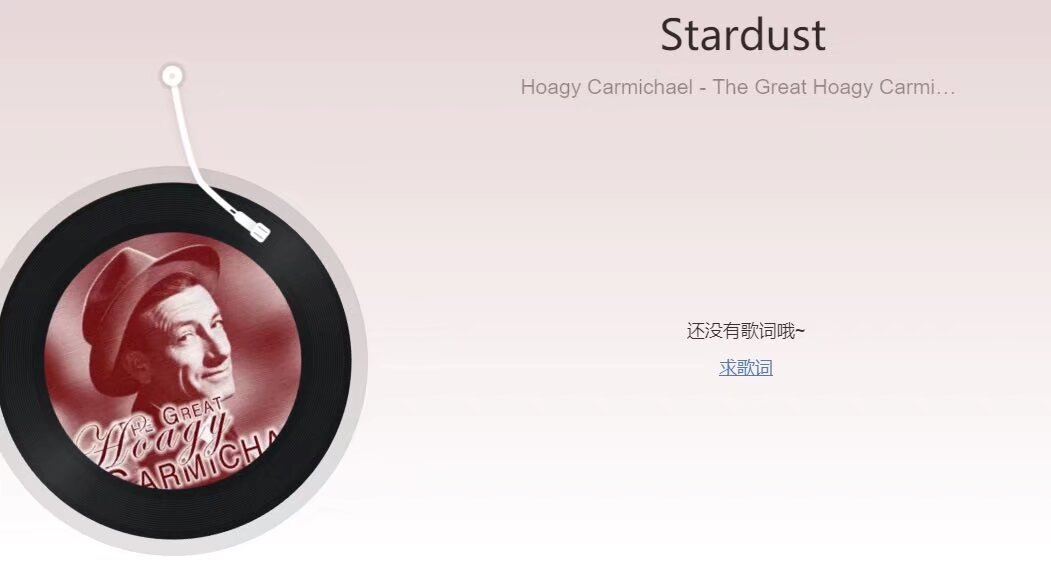 Stardust
Hoagy Carmichael - The Great Hoagy Carmi…
还没有歌词哦~
求歌词
THE GREAT
Hoagy
CARMICHA